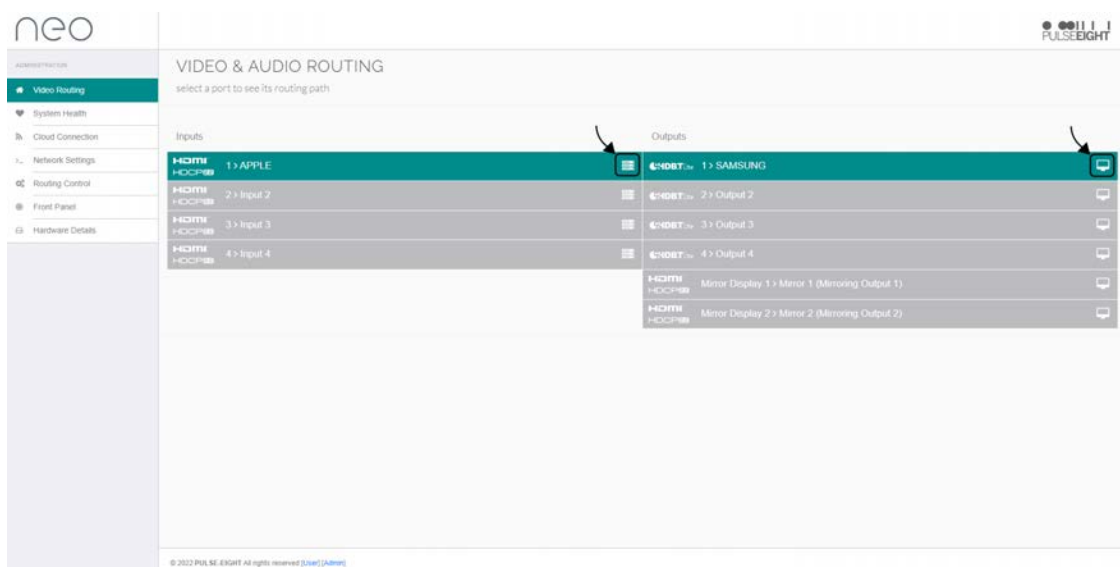 neo
PULSEEIGHT
ADMINISTRATION
VIDEO & AUDIO ROUTING
select a port to see its routing path
Video Routing
System Health
Cloud Connection
Network Settings
Routing Control
Front Panel
Hardware Details
Inputs
Outputs
HDMI
HDCP
1 > APPLE
HDBT
1 > SAMSUNG
HDMI
HDCP
2 > Input 2
HDBT
2 > Output 2
HDMI
HDCP
3 > Input 3
HDBT
3 > Output 3
HDMI
HDCP
4 > Input 4
HDBT
4 > Output 4
HDMI
HDCP
Mirror Display 1 > Mirror 1 (Mirroring Output 1)
HDMI
HDCP
Mirror Display 2 > Mirror 2 (Mirroring Output 2)
© 2022 PULSE-EIGHT All rights reserved [User] [Admin]